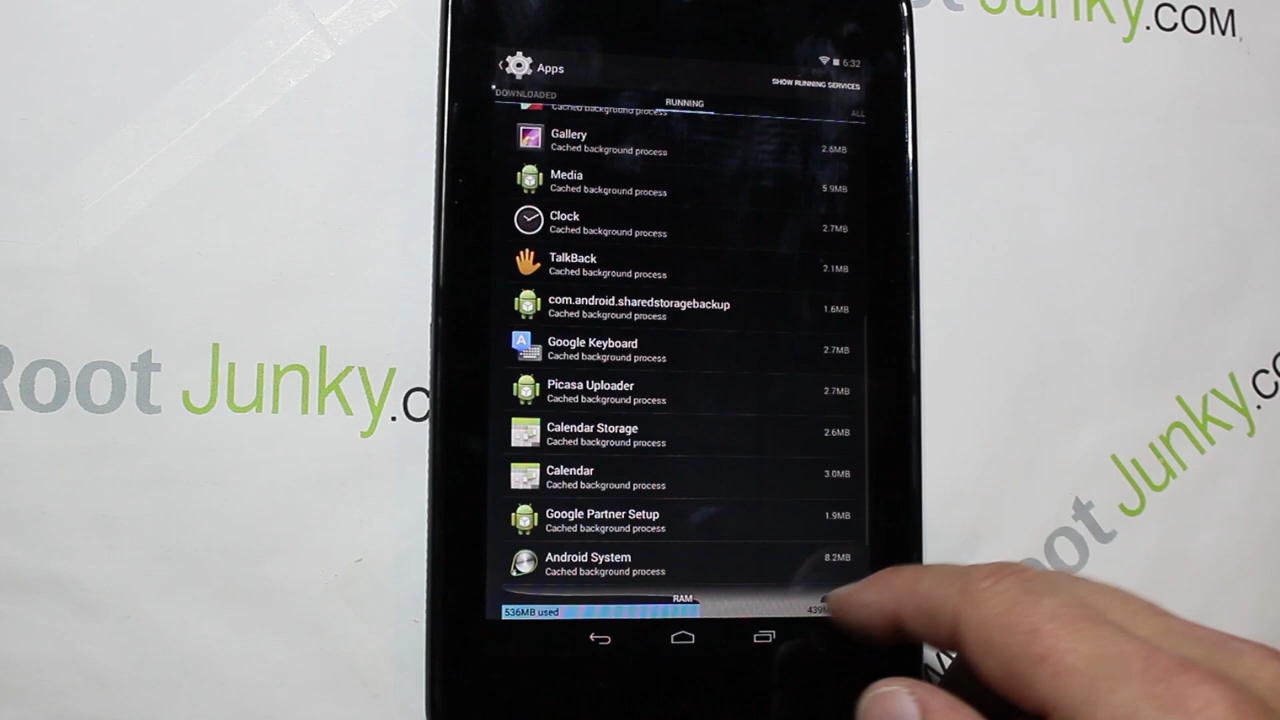 Junky.COM
Apps
6:32
SHOW RUNNING SERVICES
DOWNLOADED
RUNNING
ALL
Cached background process
Gallery
2.6MB
Cached background process
Media
5.9MB
Cached background process
Clock
2.7MB
Cached background process
TalkBack
2.1MB
Cached background process
com.android.sharedstoragebackup
1.6MB
Cached background process
Google Keyboard
2.7MB
Cached background process
Picasa Uploader
2.7MB
Cached background process
Calendar Storage
2.6MB
Cached background process
Calendar
3.0MB
Cached background process
Google Partner Setup
1.9MB
Cached background process
Android System
8.2MB
Cached background process
RAM
536MB used
Root Junky.c
Root Junky.co